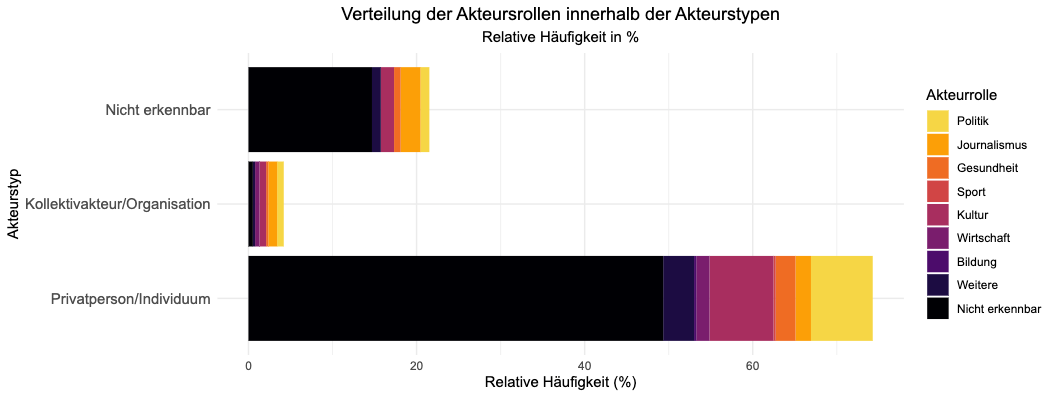 Verteilung der Akteursrollen innerhalb der Akteurstypen
Relative Häufigkeit in %
Akteurstyp
Nicht erkennbar
Kollektivakteur/Organisation
Privatperson/Individuum
0
20
40
60
Relative Häufigkeit (%)
Akteurrolle
Politik
Journalismus
Gesundheit
Sport
Kultur
Wirtschaft
Bildung
Weitere
Nicht erkennbar